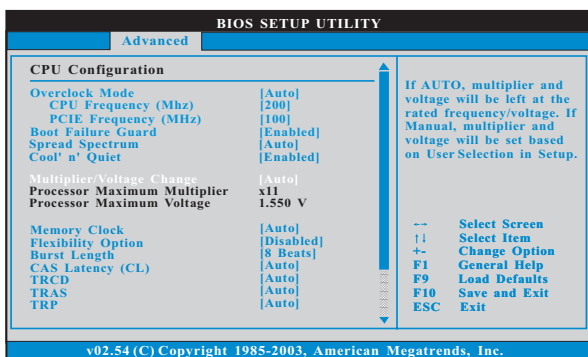 BIOS SETUP UTILITY
Advanced
CPU Configuration
Overclock Mode [Auto]
CPU Frequency (Mhz) [200]
PCIE Frequency (MHz) [100]
Boot Failure Guard [Enabled]
Spread Spectrum [Auto]
Cool' n' Quiet [Enabled]
Multiplier/Voltage Change [Auto]
Processor Maximum Multiplier x11
Processor Maximum Voltage 1.550 V
Memory Clock [Auto]
Flexibility Option [Disabled]
Burst Length [8 Beats]
CAS Latency (CL) [Auto]
TRCD [Auto]
TRAS [Auto]
TRP [Auto]
If AUTO, multiplier and
voltage will be left at the
rated frequency/voltage. If
Manual, multiplier and
voltage will be set based
on User Selection in Setup.
←→ Select Screen
↑↓ Select Item
+- Change Option
F1 General Help
F9 Load Defaults
F10 Save and Exit
ESC Exit
v02.54 (C) Copyright 1985-2003, American Megatrends, Inc.